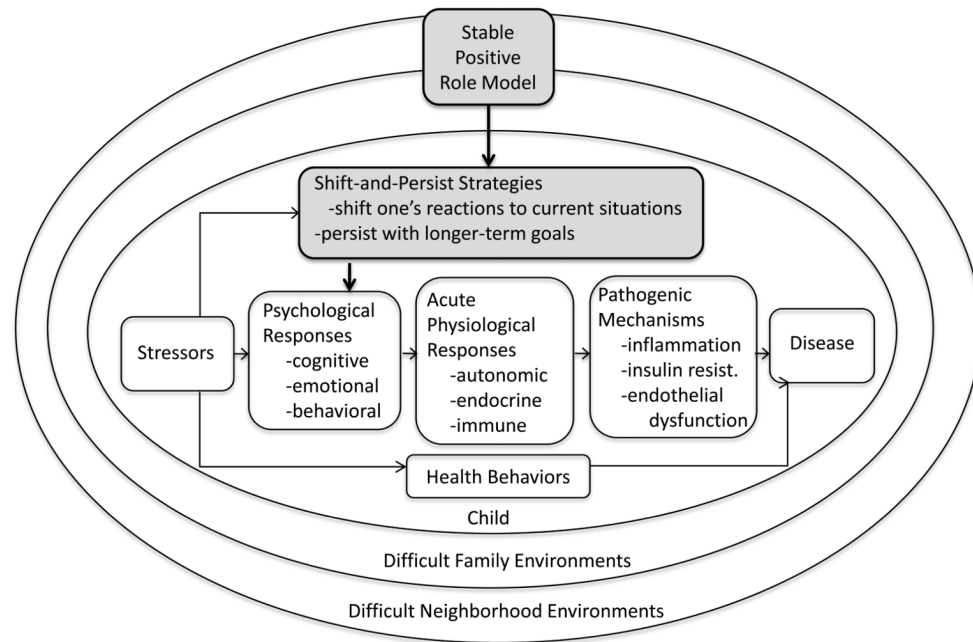 Stable
Positive
Role Model
Shift-and-Persist Strategies
-shift one's reactions to current situations
-persist with longer-term goals
Stressors
Psychological
Responses
-cognitive
-emotional
-behavioral
Acute
Physiological
Responses
-autonomic
-endocrine
-immune
Pathogenic
Mechanisms
-inflammation
-insulin resist.
-endothelial
dysfunction
Disease
Health Behaviors
Child
Difficult Family Environments
Difficult Neighborhood Environments